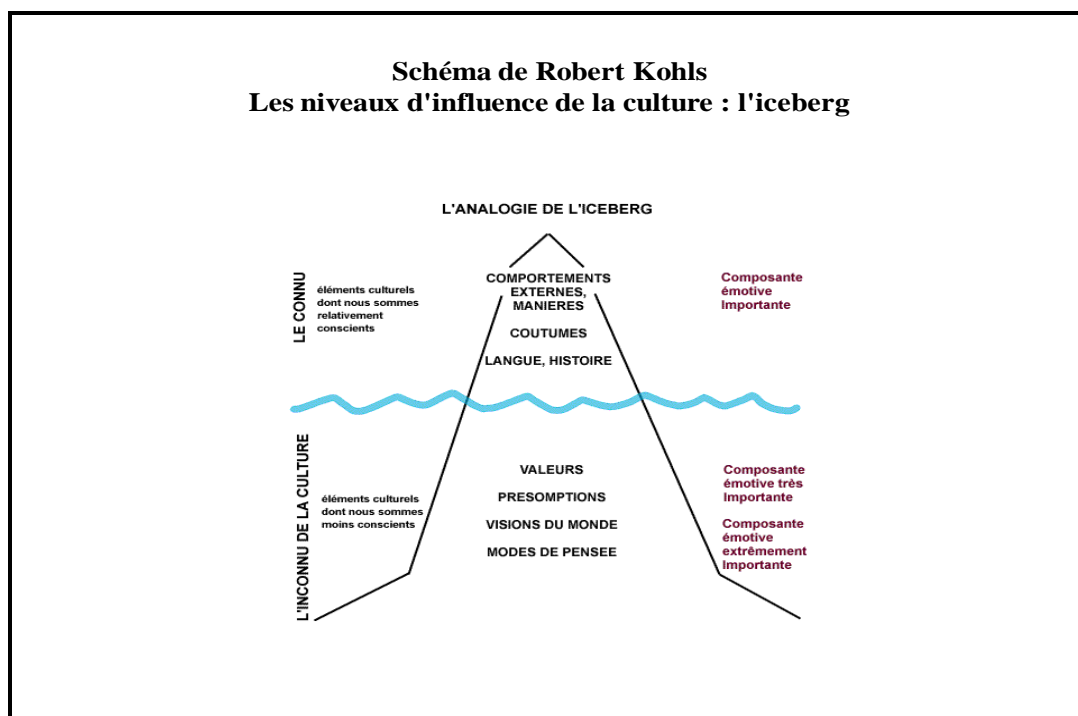 Schéma de Robert Kohls
Les niveaux d'influence de la culture : l'iceberg
L'ANALOGIE DE L'ICEBERG
LE CONNU
éléments culturels
dont nous sommes
relativement
conscients
COMPORTEMENTS
EXTERNES,
MANIERES
COUTUMES
LANGUE, HISTOIRE
Composante
émotive
Importante
L'INCONNU DE LA CULTURE
éléments culturels
dont nous sommes
moins conscients
VALEURS
PRESOMPTIONS
VISIONS DU MONDE
MODES DE PENSEE
Composante
émotive très
Importante
Composante
émotive
extrêmement
Importante